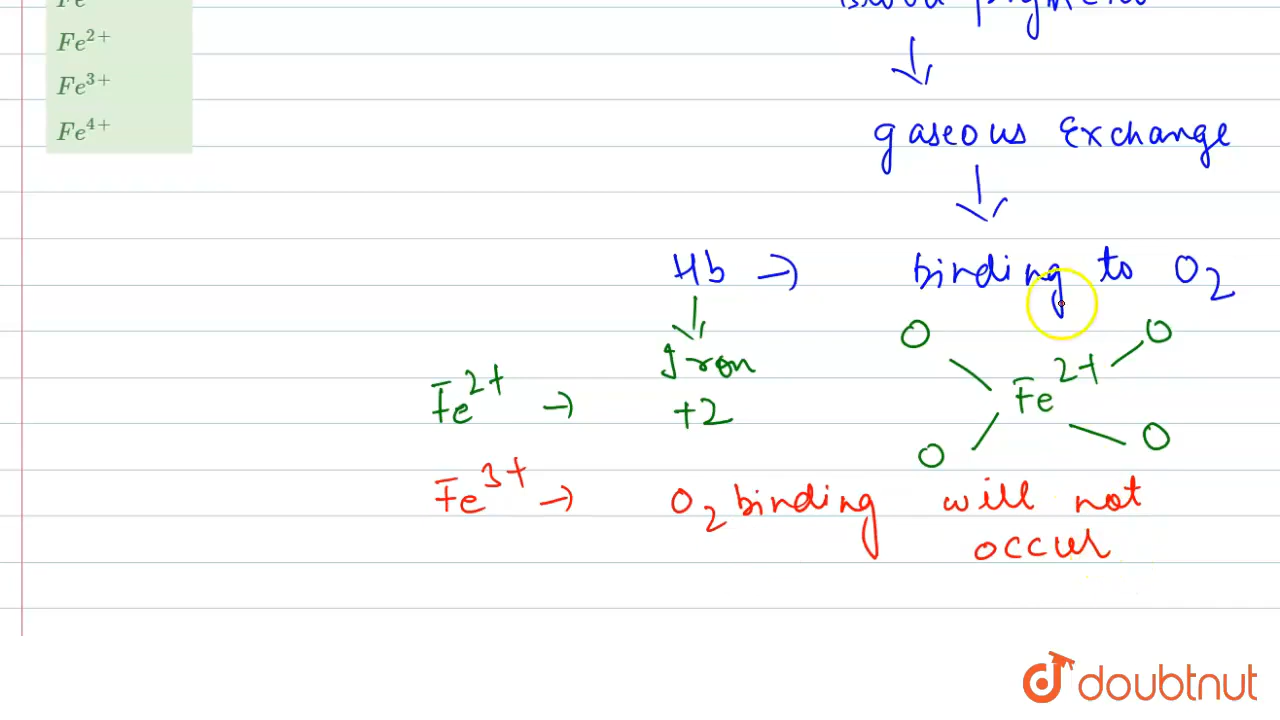 Fe
Fe²⁺
Fe³⁺
Fe⁴⁺
gaseous Exchange
Hb → binding to O₂
Iron
Fe²⁺ → +2
O O
Fe²⁺
O O
Fe³⁺ → O₂ binding will not
occur
doubtnut